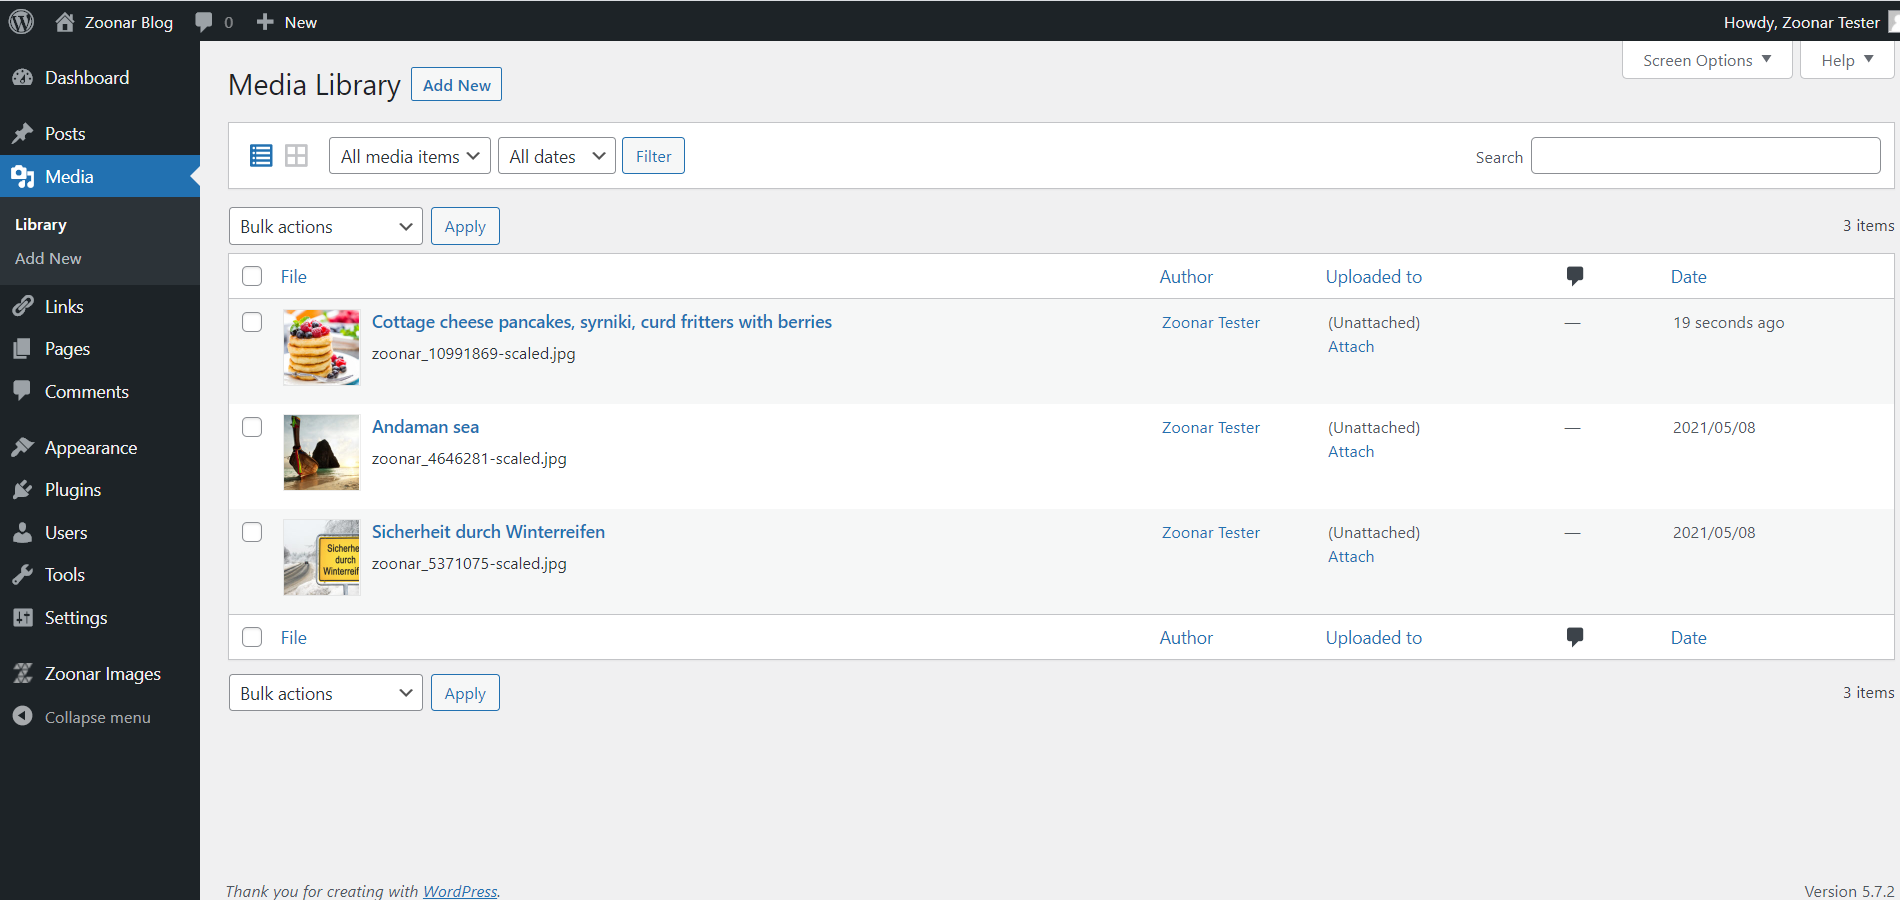 Zoonar Blog 0 New Howdy, Zoonar Tester
Screen Options Help
Dashboard
Posts
Media
Library
Add New
Links
Pages
Comments
Appearance
Plugins
Users
Tools
Settings
Zoonar Images
Collapse menu
Media Library Add New
All media items All dates Filter Search
Bulk actions Apply 3 items
File Author Uploaded to Date
Cottage cheese pancakes, syrniki, curd fritters with berries Zoonar Tester (Unattached) — 19 seconds ago
zoonar_10991869-scaled.jpg Attach
Andaman sea Zoonar Tester (Unattached) — 2021/05/08
zoonar_4646281-scaled.jpg Attach
Sicherheit durch Winterreifen Zoonar Tester (Unattached) — 2021/05/08
zoonar_5371075-scaled.jpg Attach
Sicherhe
durch
Winterreif
File Author Uploaded to Date
Bulk actions Apply 3 items
Thank you for creating with WordPress. Version 5.7.2